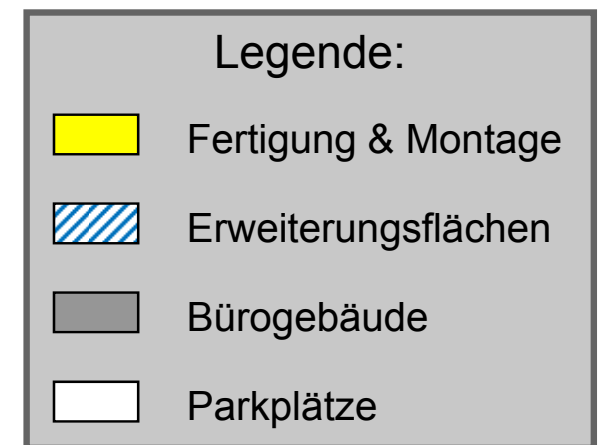 Legende:
Fertigung & Montage
Erweiterungsflächen
Bürogebäude
Parkplätze